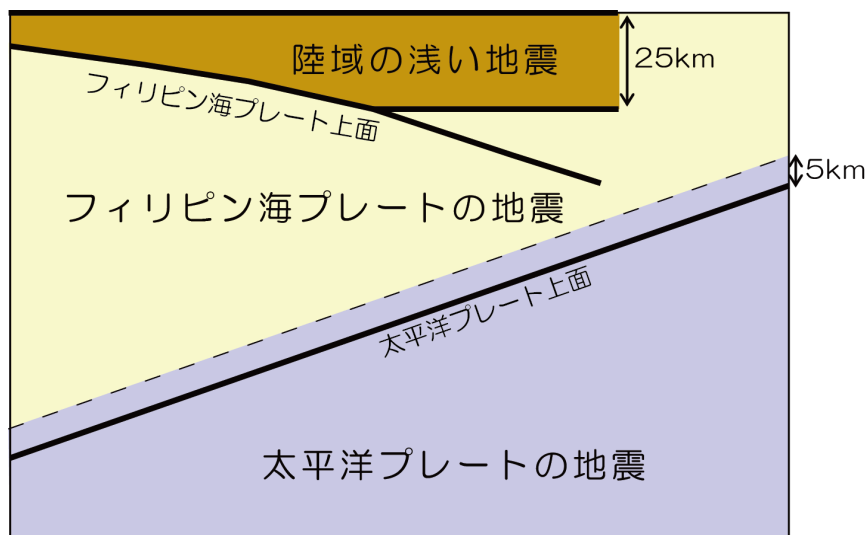 陸域の浅い地震
25km
フィリピン海プレート上面
5km
フィリピン海プレートの地震
太平洋プレート上面
太平洋プレートの地震